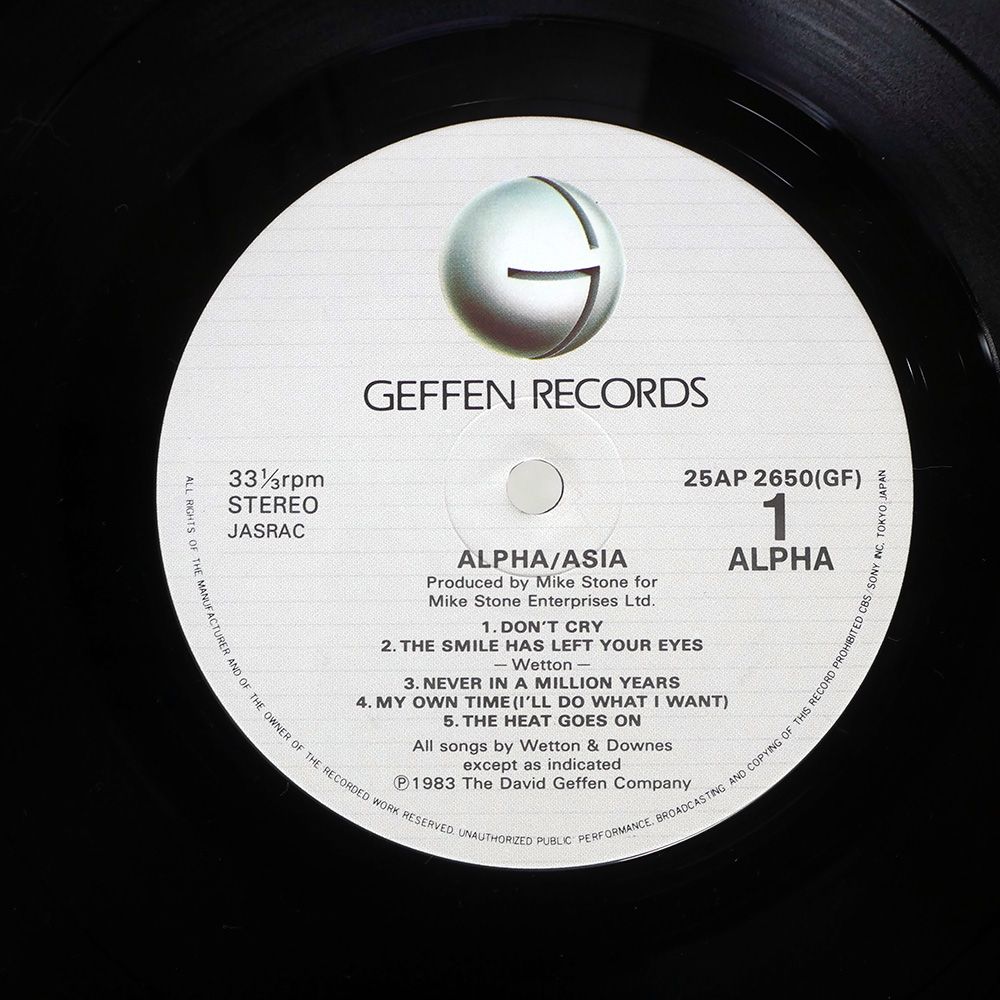 GEFFEN RECORDS
33⅓rpm
STEREO
JASRAC
25AP 2650(GF)
1
ALPHA
ALPHA/ASIA
Produced by Mike Stone for
Mike Stone Enterprises Ltd.
1. DON'T CRY
2. THE SMILE HAS LEFT YOUR EYES
— Wetton —
3. NEVER IN A MILLION YEARS
4. MY OWN TIME (I'LL DO WHAT I WANT)
5. THE HEAT GOES ON
All songs by Wetton & Downes
except as indicated
Ⓟ1983 The David Geffen Company
ALL RIGHTS OF THE MANUFACTURER AND OF THE OWNER OF THE RECORDED WORK RESERVED. UNAUTHORIZED PUBLIC PERFORMANCE, BROADCASTING AND COPYING OF THIS RECORD PROHIBITED CBS/SONY INC. TOKYO JAPAN